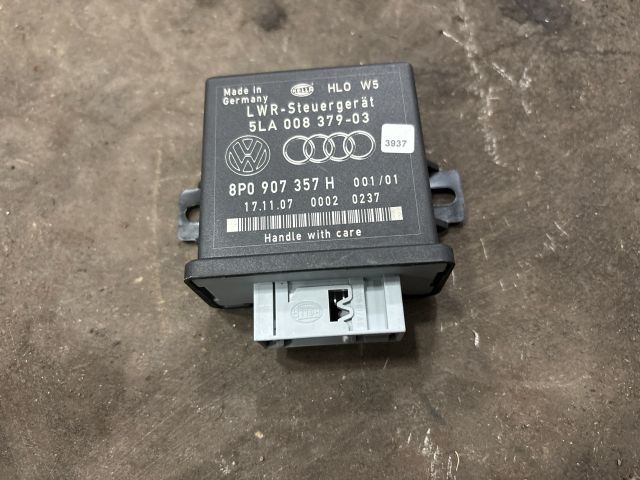 Made in
Germany
HELLA
HLO W5
LWR-Steuergerät
5LA 008 379-03
3937
8P0 907 357 H 001/01
17.11.07 0002 0237
Handle with care